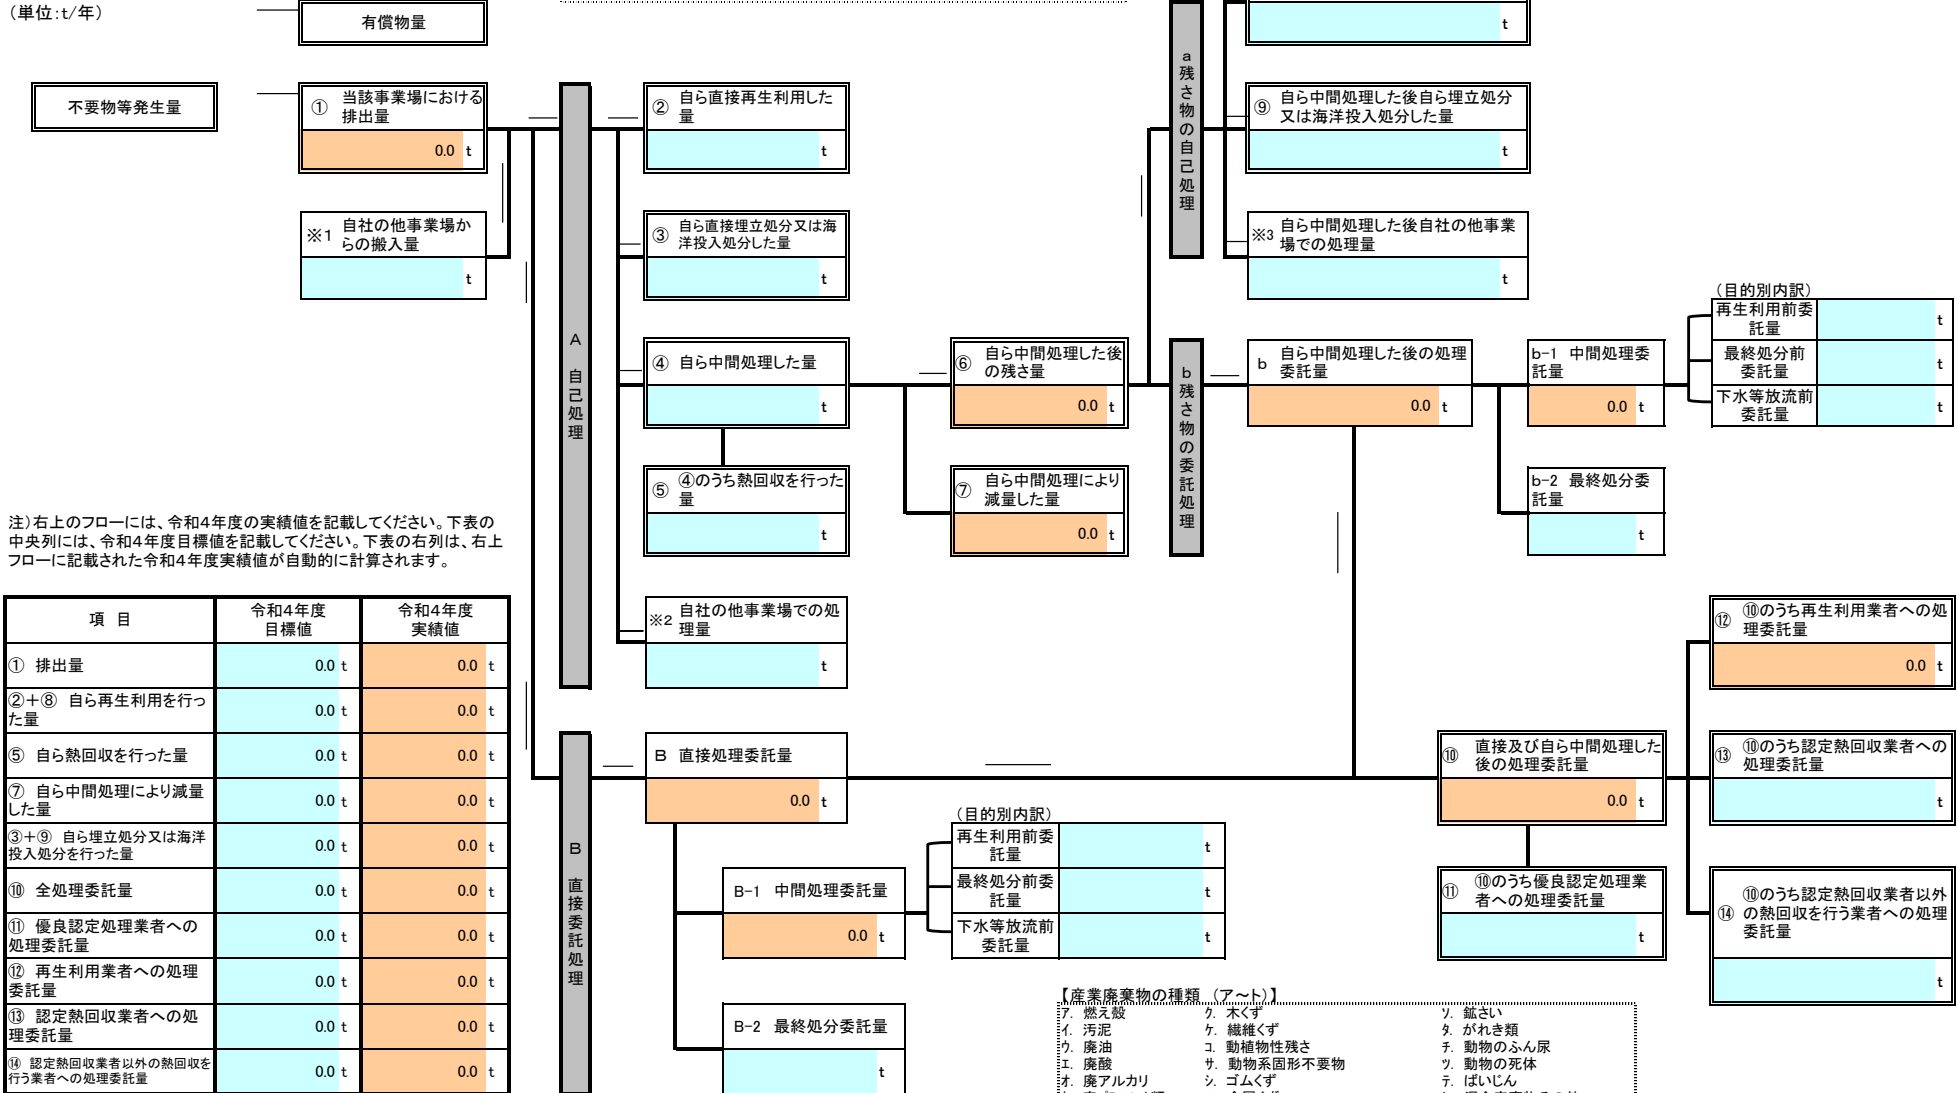 （単位:t/年）
有償物量
t
不要物等発生量
① 当該事業場における
排出量
0.0 t
※1 自社の他事業場か
らの搬入量
t
A 自己処理
② 自ら直接再生利用した
量
t
③ 自ら直接埋立処分又は海
洋投入処分した量
t
④ 自ら中間処理した量
t
⑤ ④のうち熱回収を行った
量
t
※2 自社の他事業場での処
理量
t
⑥ 自ら中間処理した後
の残さ量
0.0 t
⑦ 自ら中間処理により
減量した量
0.0 t
a 残さ物の自己処理
⑨ 自ら中間処理した後自ら埋立処分
又は海洋投入処分した量
t
※3 自ら中間処理した後自社の他事業
場での処理量
t
b 残さ物の委託処理
b 自ら中間処理した後の処理
委託量
0.0 t
b-1 中間処理委
託量
0.0 t
b-2 最終処分委
託量
t
（目的別内訳）
再生利用前委
託量
t
最終処分前
委託量
t
下水等放流前
委託量
t
注）右上のフローには、令和4年度の実績値を記載してください。下表の
中央列には、令和4年度目標値を記載してください。下表の右列は、右上
フローに記載された令和4年度実績値が自動的に計算されます。
項 目 令和4年度
目標値 令和4年度
実績値
① 排出量 0.0 t 0.0 t
②＋⑧ 自ら再生利用を行っ
た量 0.0 t 0.0 t
⑤ 自ら熱回収を行った量 0.0 t 0.0 t
⑦ 自ら中間処理により減量
した量 0.0 t 0.0 t
③＋⑨ 自ら埋立処分又は海洋
投入処分を行った量 0.0 t 0.0 t
⑩ 全処理委託量 0.0 t 0.0 t
⑪ 優良認定処理業者への
処理委託量 0.0 t 0.0 t
⑫ 再生利用業者への処理
委託量 0.0 t 0.0 t
⑬ 認定熱回収業者への処
理委託量 0.0 t 0.0 t
⑭ 認定熱回収業者以外の熱回収を
行う業者への処理委託量 0.0 t 0.0 t
B 直接委託処理
B 直接処理委託量
0.0 t
B-1 中間処理委託量
0.0 t
B-2 最終処分委託量
t
（目的別内訳）
再生利用前委
託量
t
最終処分前委
託量
t
下水等放流前
委託量
t
⑩ 直接及び自ら中間処理した
後の処理委託量
0.0 t
⑪ ⑩のうち優良認定処理業
者への処理委託量
t
⑫ ⑩のうち再生利用業者への処
理委託量
0.0 t
⑬ ⑩のうち認定熱回収業者への
処理委託量
t
⑭ ⑩のうち認定熱回収業者以外
の熱回収を行う業者への処理
委託量
t
【産業廃棄物の種類 （ア～ト）】
ア. 燃え殻 ク. 木くず ソ. 鉱さい
イ. 汚泥 ケ. 繊維くず タ. がれき類
ウ. 廃油 コ. 動植物性残さ チ. 動物のふん尿
エ. 廃酸 サ. 動物系固形不要物 ツ. 動物の死体
オ. 廃アルカリ シ. ゴムくず テ. ばいじん